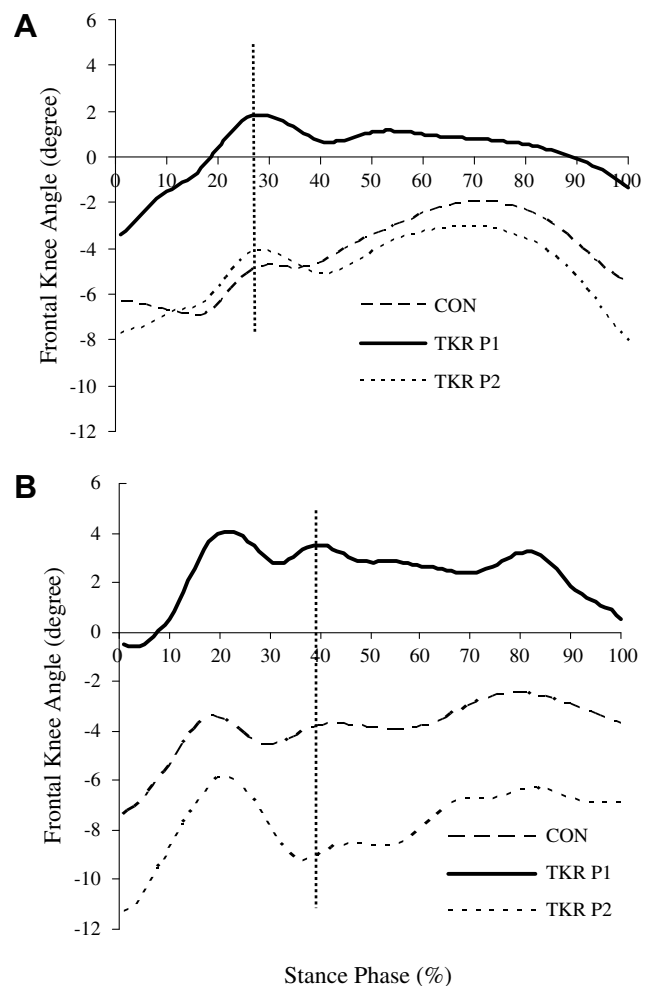 A
Frontal Knee Angle (degree)
6
4
2
0
-2
-4
-6
-8
-10
-12
0 10 20 30 40 50 60 70 80 90 100
CON
TKR P1
TKR P2
B
Frontal Knee Angle (degree)
6
4
2
0
-2
-4
-6
-8
-10
-12
0 10 20 30 40 50 60 70 80 90 100
CON
TKR P1
TKR P2
Stance Phase (%)